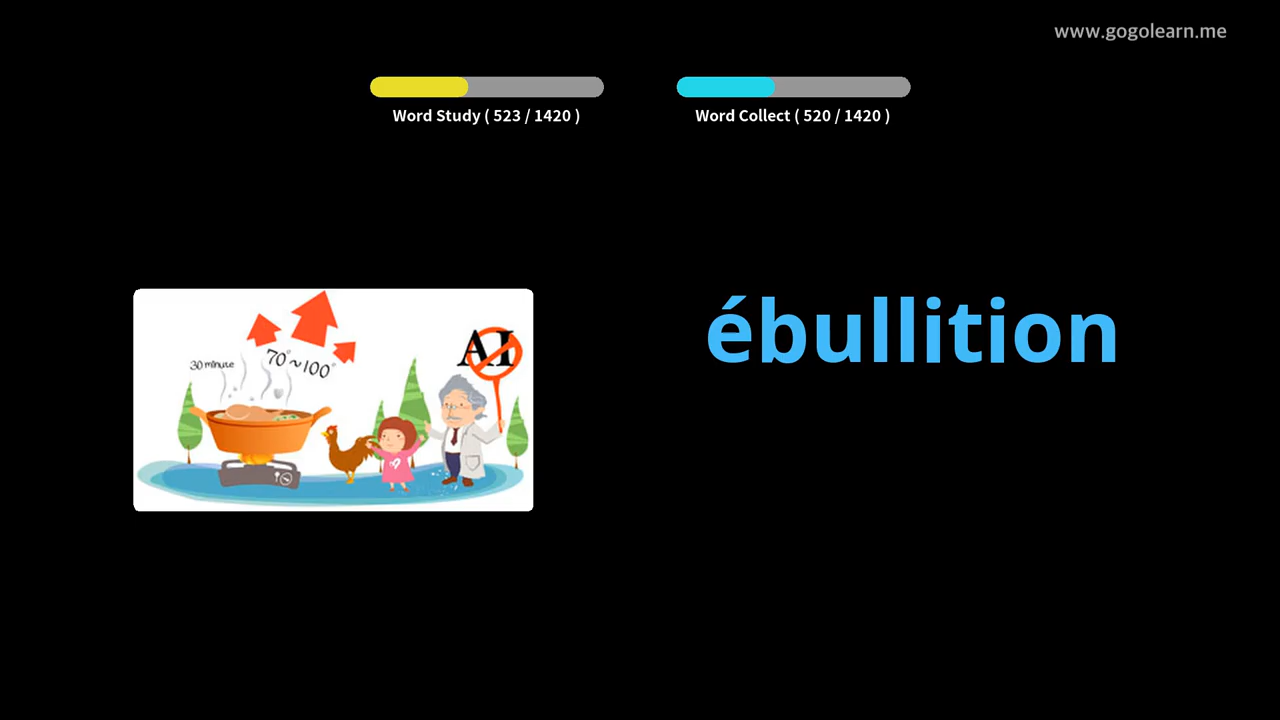 www.gogolearn.me
Word Study ( 523 / 1420 )
Word Collect ( 520 / 1420 )
ébullition
30 minute
70°~100°
AI